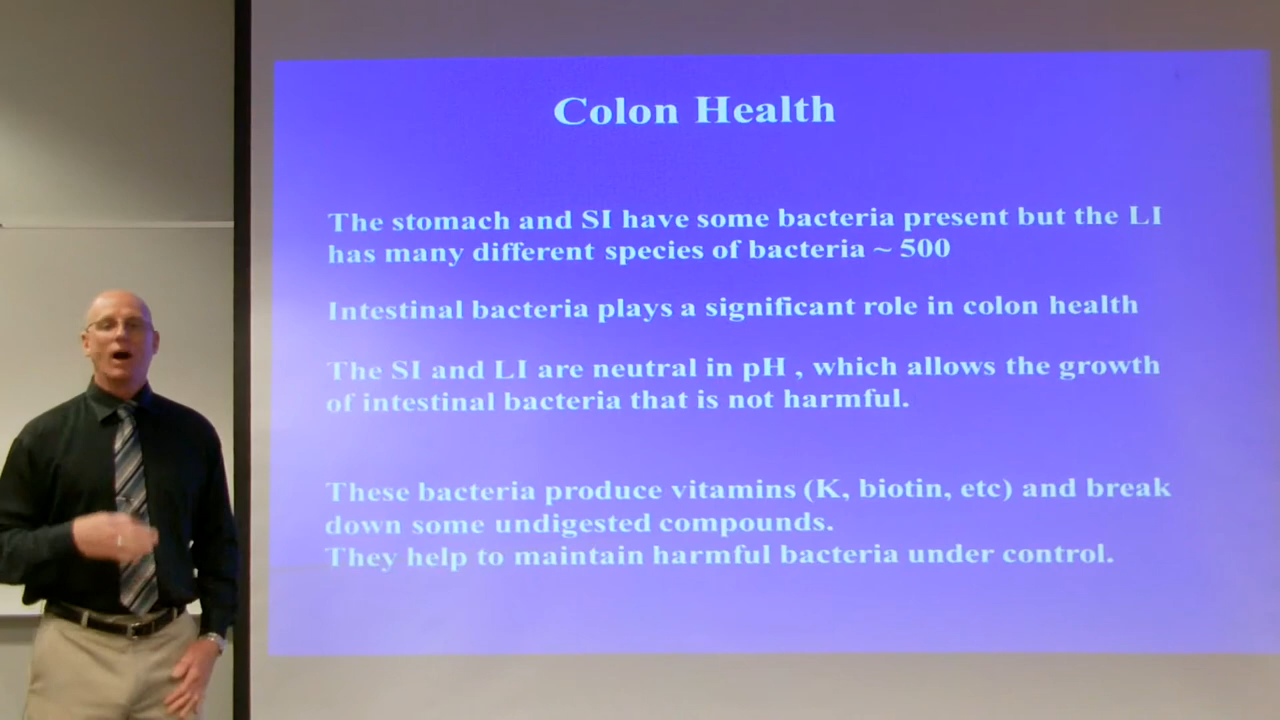 Colon Health
The stomach and SI have some bacteria present but the LI
has many different species of bacteria ~ 500
Intestinal bacteria plays a significant role in colon health
The SI and LI are neutral in pH , which allows the growth
of intestinal bacteria that is not harmful.
These bacteria produce vitamins (K, biotin, etc) and break
down some undigested compounds.
They help to maintain harmful bacteria under control.